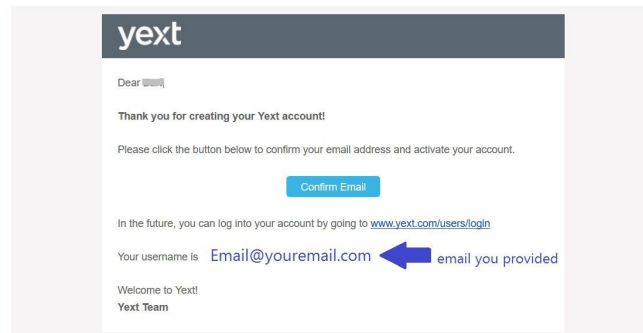 yext
Dear
Thank you for creating your Yext account!
Please click the button below to confirm your email address and activate your account.
Confirm Email
In the future, you can log into your account by going to www.yext.com/users/login
Your username is Email@youremail.com email you provided
Welcome to Yext!
Yext Team